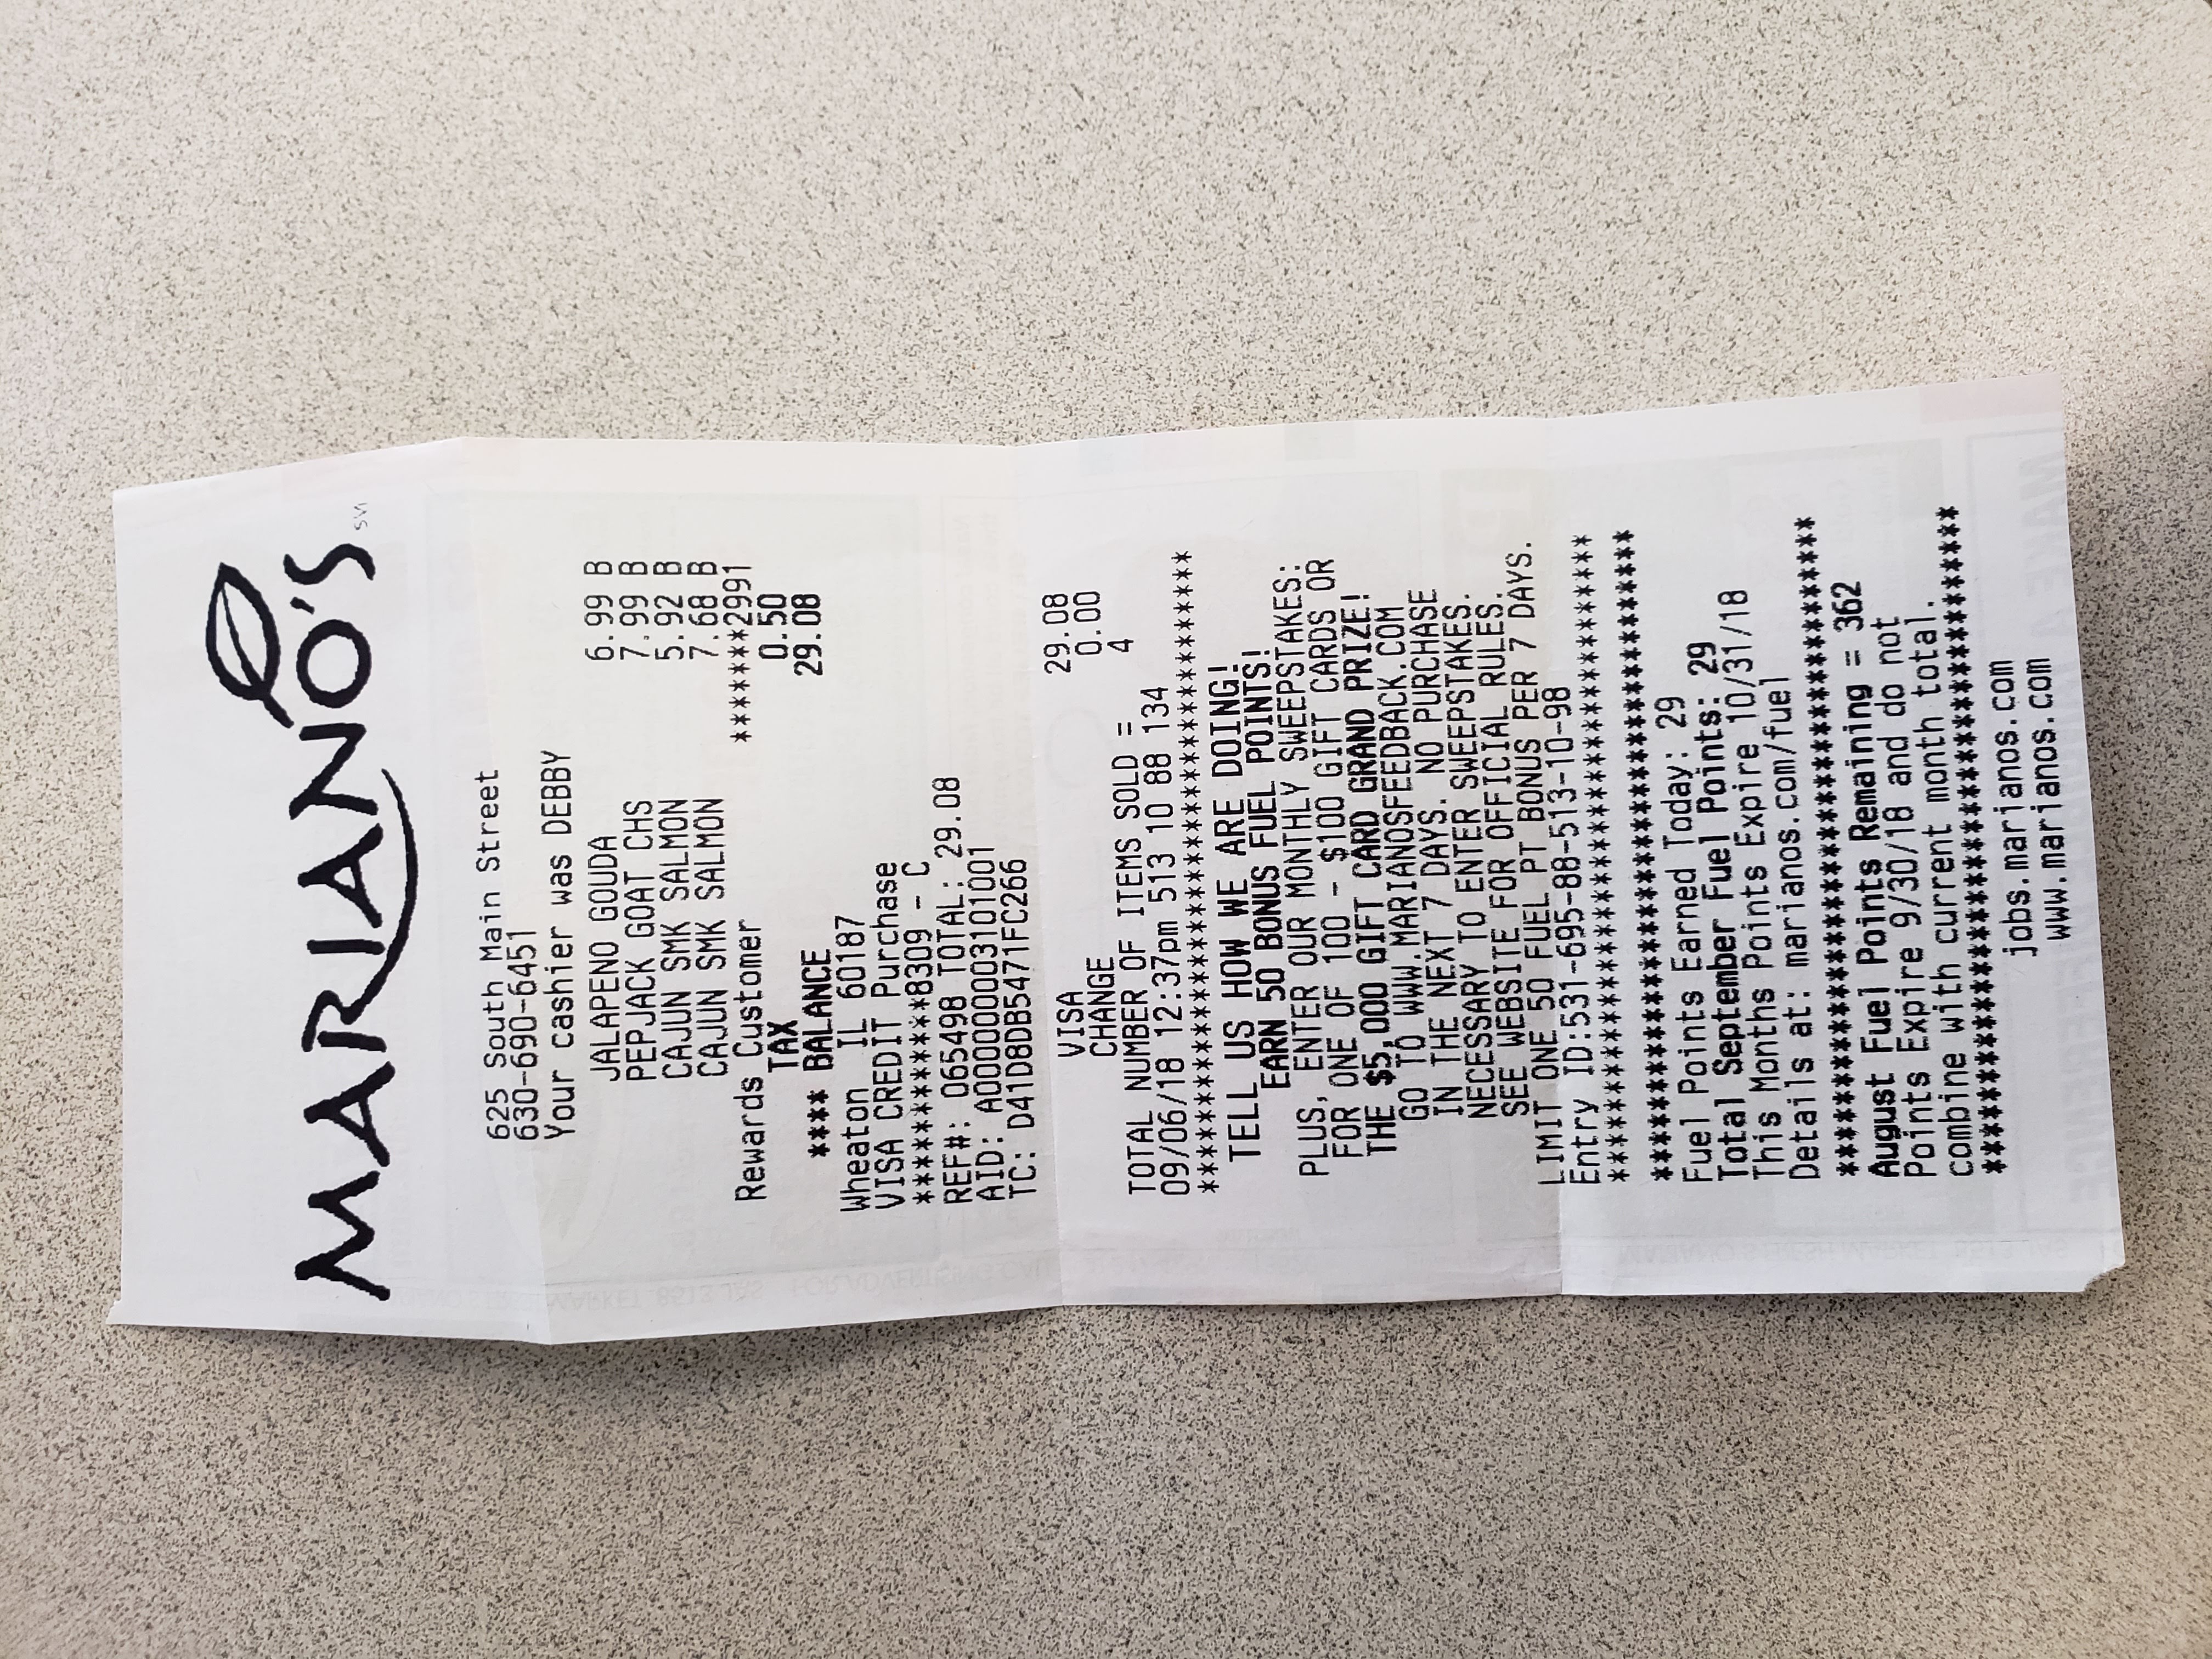 MARIANO'S
625 South Main Street
630-690-6451
Your cashier was DEBBY
JALAPENO GOUDA 6.99 B
PEPJACK GOAT CHS 7.99 B
CAJUN SMK SALMON 5.92 B
CAJUN SMK SALMON 7.68 B
Rewards Customer ********2991
TAX 0.50
**** BALANCE 29.08
Wheaton IL 60187
VISA CREDIT Purchase
************8309 - C
REF#: 065498 TOTAL: 29.08
AID: A000000003101001
TC: D41D8DB5471FC266
VISA 29.08
CHANGE 0.00
TOTAL NUMBER OF ITEMS SOLD = 4
09/06/18 12:37pm 513 10 88 134
******************************************
TELL US HOW WE ARE DOING!
EARN 50 BONUS FUEL POINTS!
PLUS, ENTER OUR MONTHLY SWEEPSTAKES:
FOR ONE OF 100 - $100 GIFT CARDS OR
THE $5,000 GIFT CARD GRAND PRIZE!
GO TO WWW.MARIANOSFEEDBACK.COM
IN THE NEXT 7 DAYS. NO PURCHASE
NECESSARY TO ENTER SWEEPSTAKES.
SEE WEBSITE FOR OFFICIAL RULES.
LIMIT ONE 50 FUEL PT BONUS PER 7 DAYS.
Entry ID:531-695-88-513-10-98
******************************************
******************************************
Fuel Points Earned Today: 29
Total September Fuel Points: 29
This Months Points Expire 10/31/18
Details at: marianos.com/fuel
******************************************
August Fuel Points Remaining = 362
Points Expire 9/30/18 and do not
combine with current month total.
******************************************
jobs.marianos.com
www.marianos.com